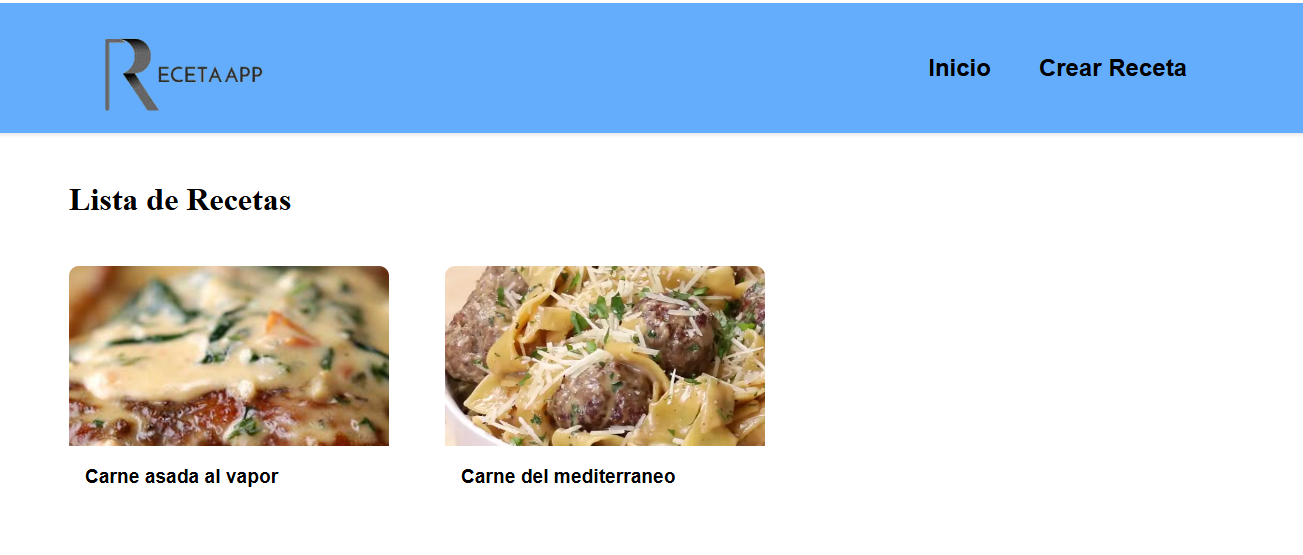 RECETA APP
Inicio
Crear Receta
Lista de Recetas
Carne asada al vapor
Carne del mediterraneo